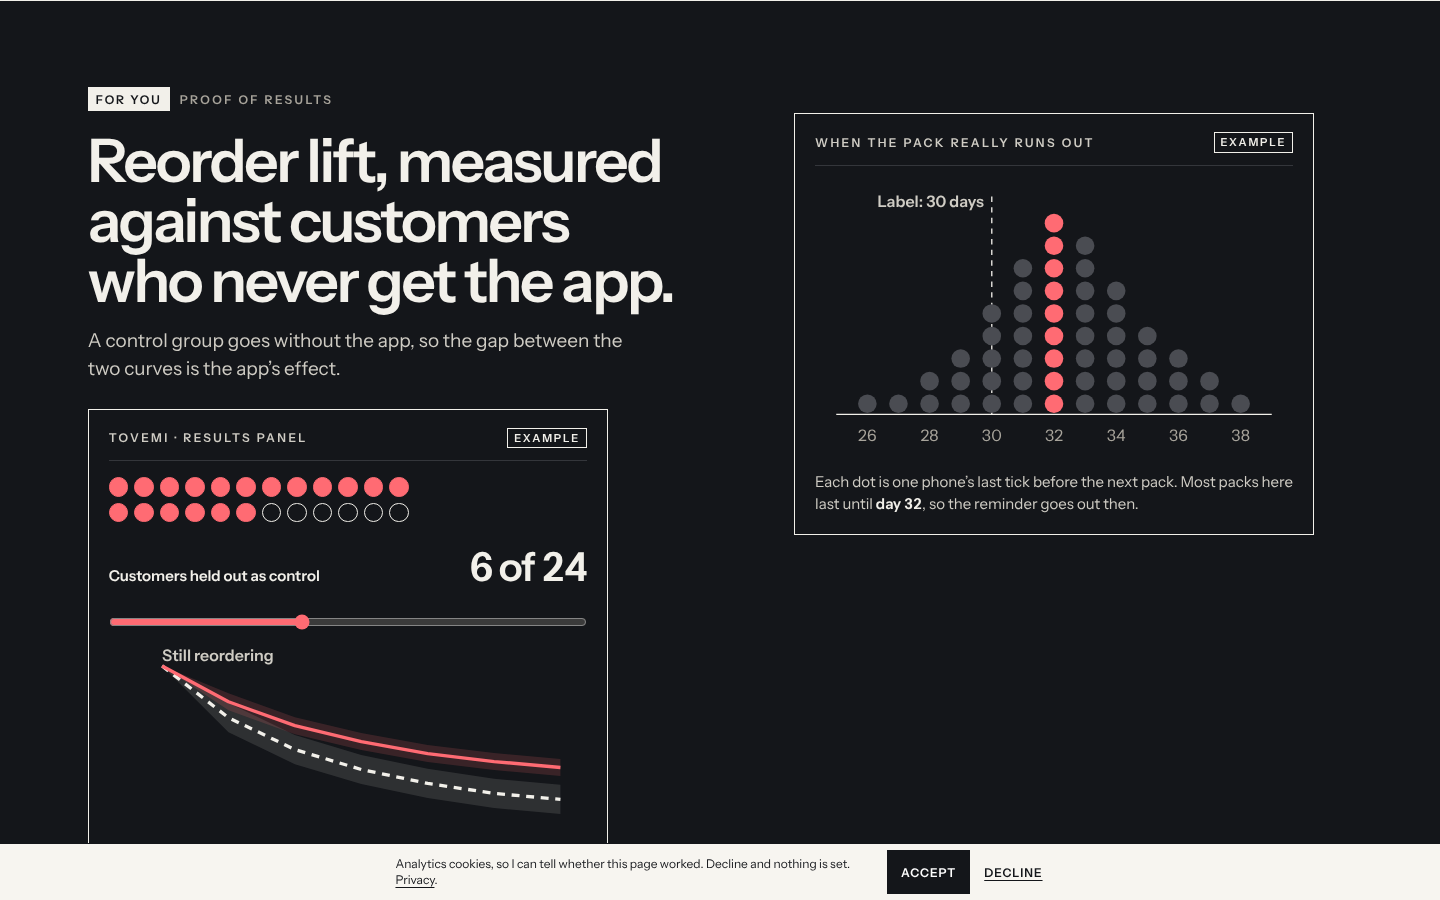 FOR YOU PROOF OF RESULTS
Reorder lift, measured
against customers
who never get the app.
A control group goes without the app, so the gap between the
two curves is the app’s effect.
TOVEMI · RESULTS PANEL EXAMPLE
Customers held out as control 6 of 24
Still reordering
WHEN THE PACK REALLY RUNS OUT EXAMPLE
Label: 30 days
26 28 30 32 34 36 38
Each dot is one phone’s last tick before the next pack. Most packs here
last until day 32, so the reminder goes out then.
Analytics cookies, so I can tell whether this page worked. Decline and nothing is set.
Privacy.
ACCEPT DECLINE